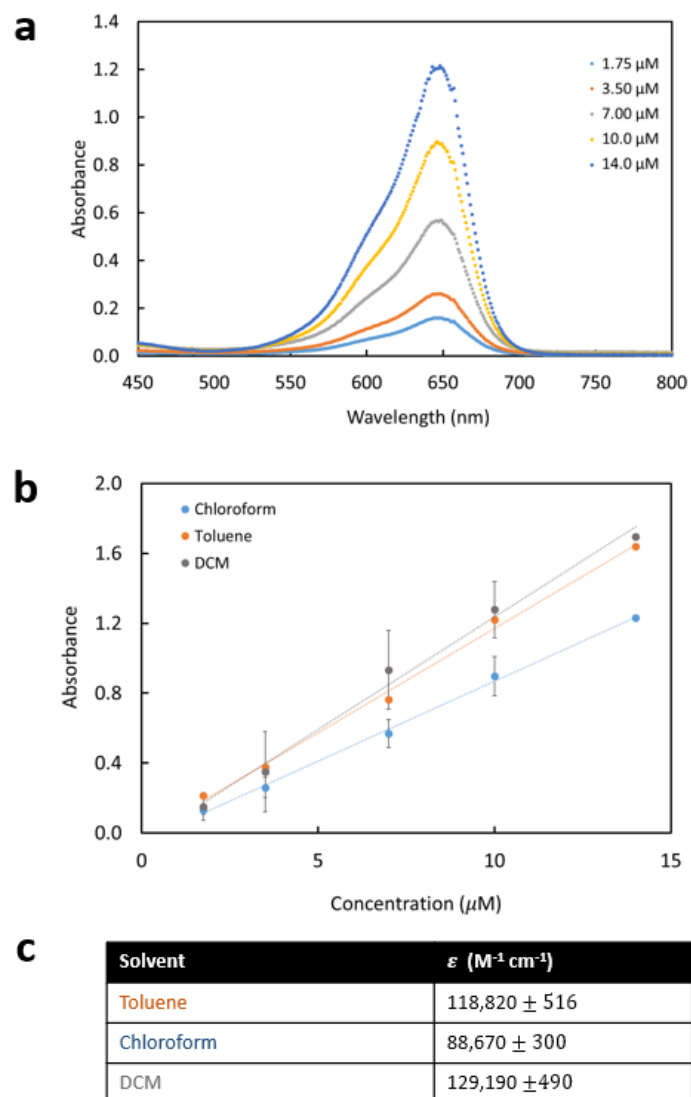 a
1.4
1.2
1.0
0.8
0.6
0.4
0.2
0.0
Absorbance
1.75 µM
3.50 µM
7.00 µM
10.0 µM
14.0 µM
450 500 550 600 650 700 750 800
Wavelength (nm)
b
2.0
1.6
1.2
0.8
0.4
0.0
Absorbance
Chloroform
Toluene
DCM
0 5 10 15
Concentration (µM)
c
Solvent ε (M⁻¹ cm⁻¹)
Toluene 118,820 ± 516
Chloroform 88,670 ± 300
DCM 129,190 ±490